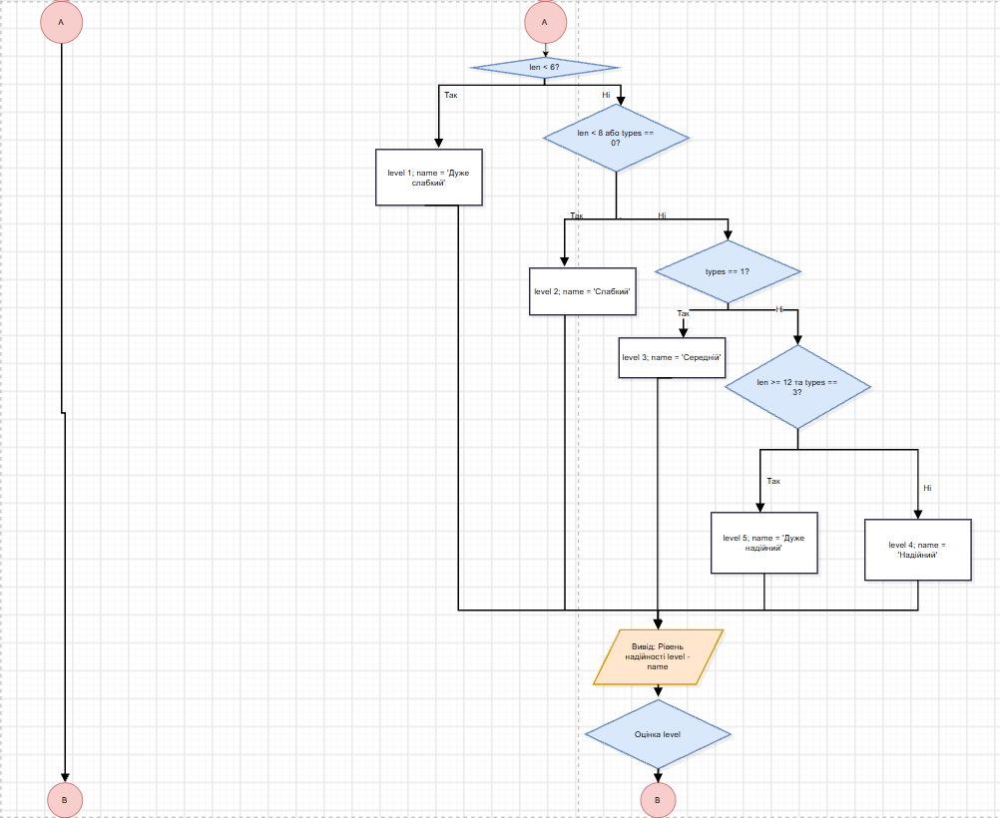 A
A
len < 6?
Так
Ні
len < 8 або types ==
0?
level 1; name = 'Дуже
слабкий'
Так
Ні
types == 1?
level 2; name = 'Слабкий'
Так
Ні
level 3; name = 'Середній'
len >= 12 та types ==
3?
Так
Ні
level 5; name = 'Дуже
надійний'
level 4; name =
'Надійний'
Вивід: Рівень
надійності level -
name
Оцінка level
B
B